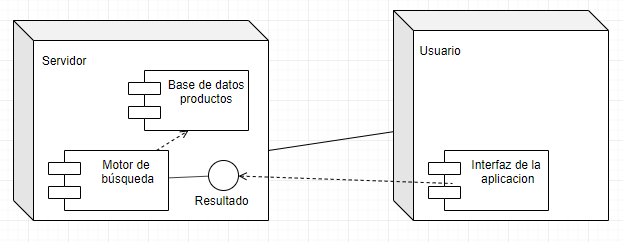 Servidor
Base de datos
productos
Motor de
búsqueda
Resultado
Usuario
Interfaz de la
aplicacion